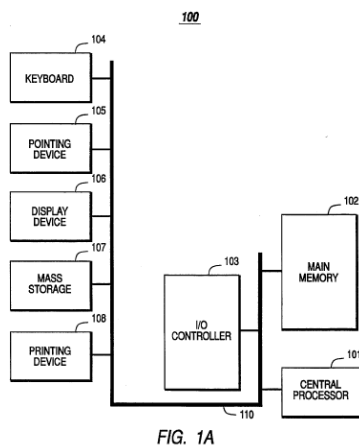 100
104
KEYBOARD
105
POINTING
DEVICE
106
DISPLAY
DEVICE
107
MASS
STORAGE
108
PRINTING
DEVICE
103
I/O
CONTROLLER
102
MAIN
MEMORY
101
CENTRAL
PROCESSOR
110
FIG. 1A